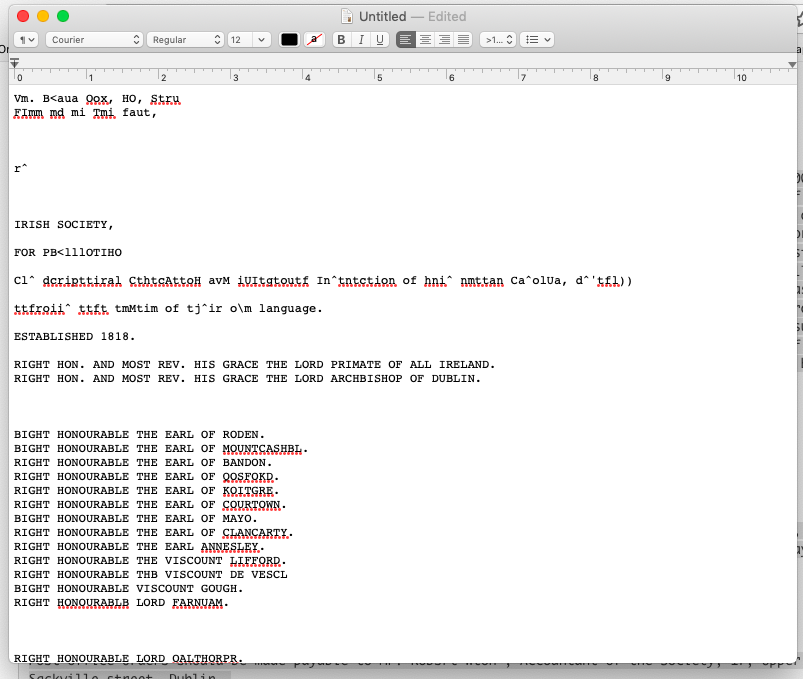 Untitled — Edited
¶
Courier
Regular
12
a
B I U
>1...
0 1 2 3 4 5 6 7 8 9 10
Vm. B<aua Oox, HO, Stru
FImm md mi Tmi faut,
r^
IRISH SOCIETY,
FOR PB<lllOTIHO
Cl^ dcripttiral CthtcAttoH avM iUItgtoutf In^tntction of hni^ nmttan Ca^olUa, d^'tfl))
ttfroii^ ttft tmMtim of tj^ir o\m language.
ESTABLISHED 1818.
RIGHT HON. AND MOST REV. HIS GRACE THE LORD PRIMATE OF ALL IRELAND.
RIGHT HON. AND MOST REV. HIS GRACE THE LORD ARCHBISHOP OF DUBLIN.
BIGHT HONOURABLE THE EARL OF RODEN.
BIGHT HONOURABLE THE EARL OF MOUNTCASHBL.
RIGHT HONOURABLE THE EARL OF BANDON.
RIGHT HONOURABLE THE EARL OF QOSFOKD.
RIGHT HONOURABLE THE EARL OF KOITGRE.
RIGHT HONOURABLE THE EARL OF COURTOWN.
BIGHT HONOURABLE THE EARL OF MAYO.
RIGHT HONOURABLE THE EARL OF CLANCARTY.
RIGHT HONOURABLE THE EARL ANNESLEY.
RIGHT HONOURABLE THE VISCOUNT LIFFORD.
RIGHT HONOURABLE THB VISCOUNT DE VESCL
BIGHT HONOURABLE VISCOUNT GOUGH.
RIGHT HONOURABLB LORD FARNUAM.
RIGHT HONOURABLE LORD OALTHORPR.
Sackville street, Dublin